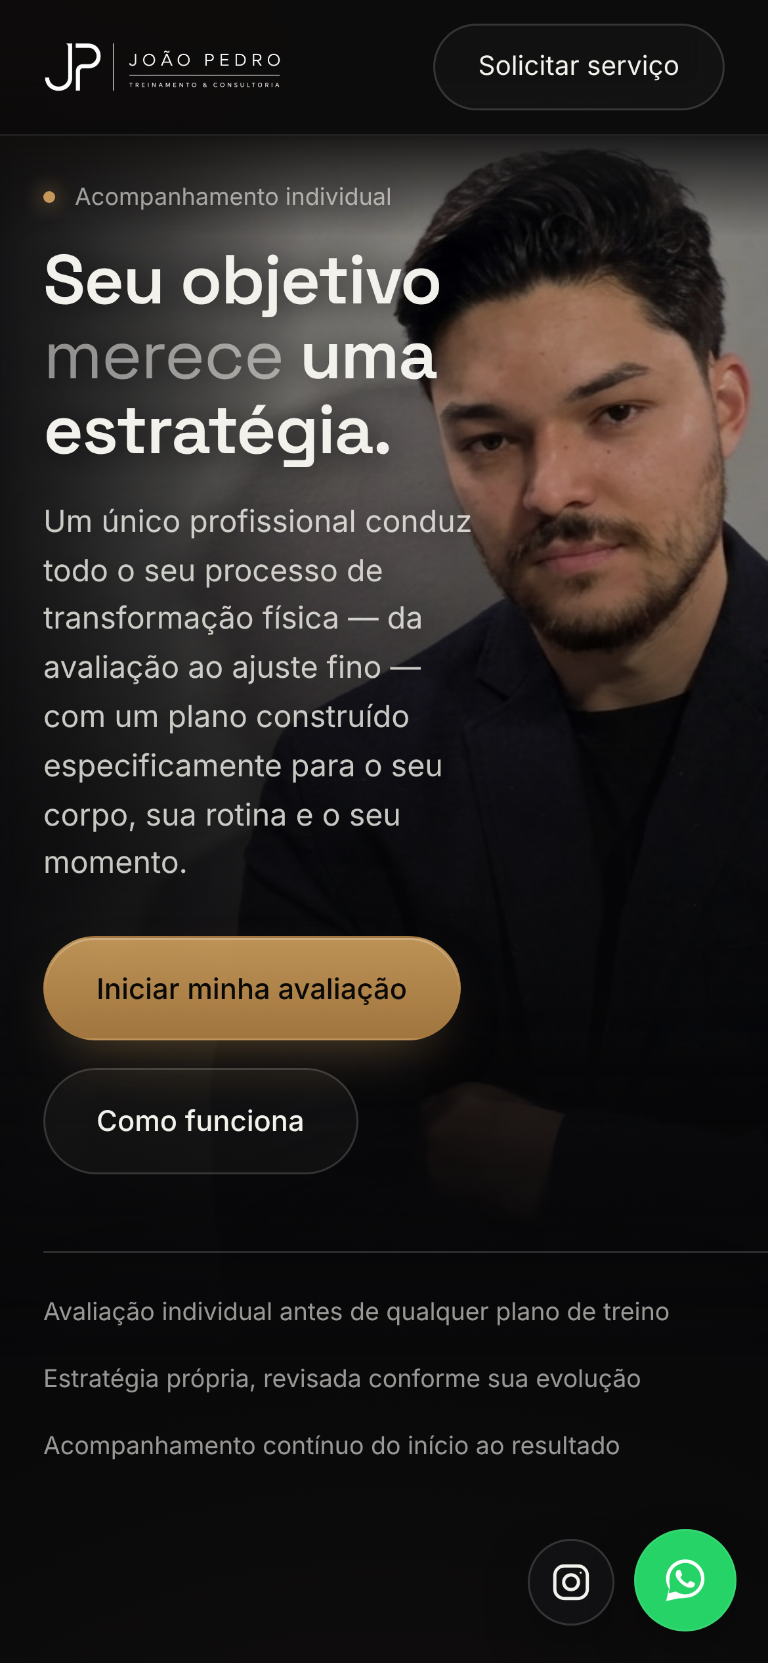 JP JOÃO PEDRO
TREINAMENTO & CONSULTORIA
Solicitar serviço
Acompanhamento individual
Seu objetivo
merece uma
estratégia.
Um único profissional conduz
todo o seu processo de
transformação física — da
avaliação ao ajuste fino —
com um plano construído
especificamente para o seu
corpo, sua rotina e o seu
momento.
Iniciar minha avaliação
Como funciona
Avaliação individual antes de qualquer plano de treino
Estratégia própria, revisada conforme sua evolução
Acompanhamento contínuo do início ao resultado